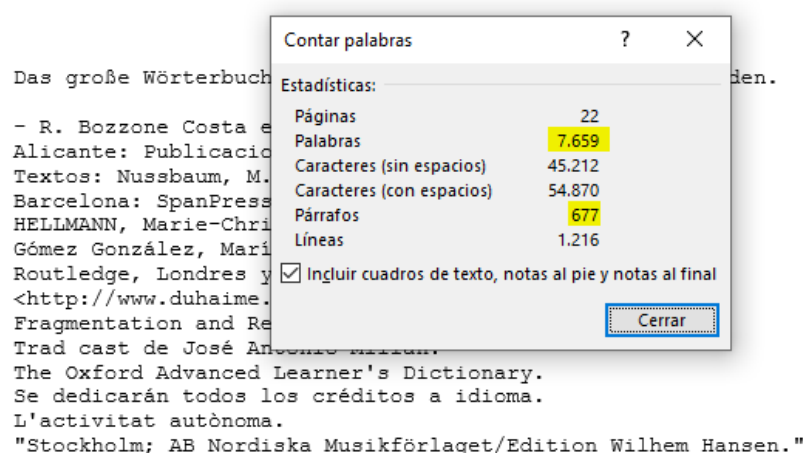 Contar palabras ? ×
Das große Wörterbuch
den.
Estadísticas:
Páginas 22
Palabras 7.659
Caracteres (sin espacios) 45.212
Caracteres (con espacios) 54.870
Párrafos 677
Líneas 1.216
Incluir cuadros de texto, notas al pie y notas al final
Cerrar
- R. Bozzone Costa e
Alicante: Publicacio
Textos: Nussbaum, M.
Barcelona: SpanPress
HELLMANN, Marie-Chri
Gómez González, Marí
Routledge, Londres y
<http://www.duhaime.
Fragmentation and Re
Trad cast de José Antonio Millán.
The Oxford Advanced Learner's Dictionary.
Se dedicarán todos los créditos a idioma.
L'activitat autònoma.
"Stockholm; AB Nordiska Musikförlaget/Edition Wilhem Hansen."